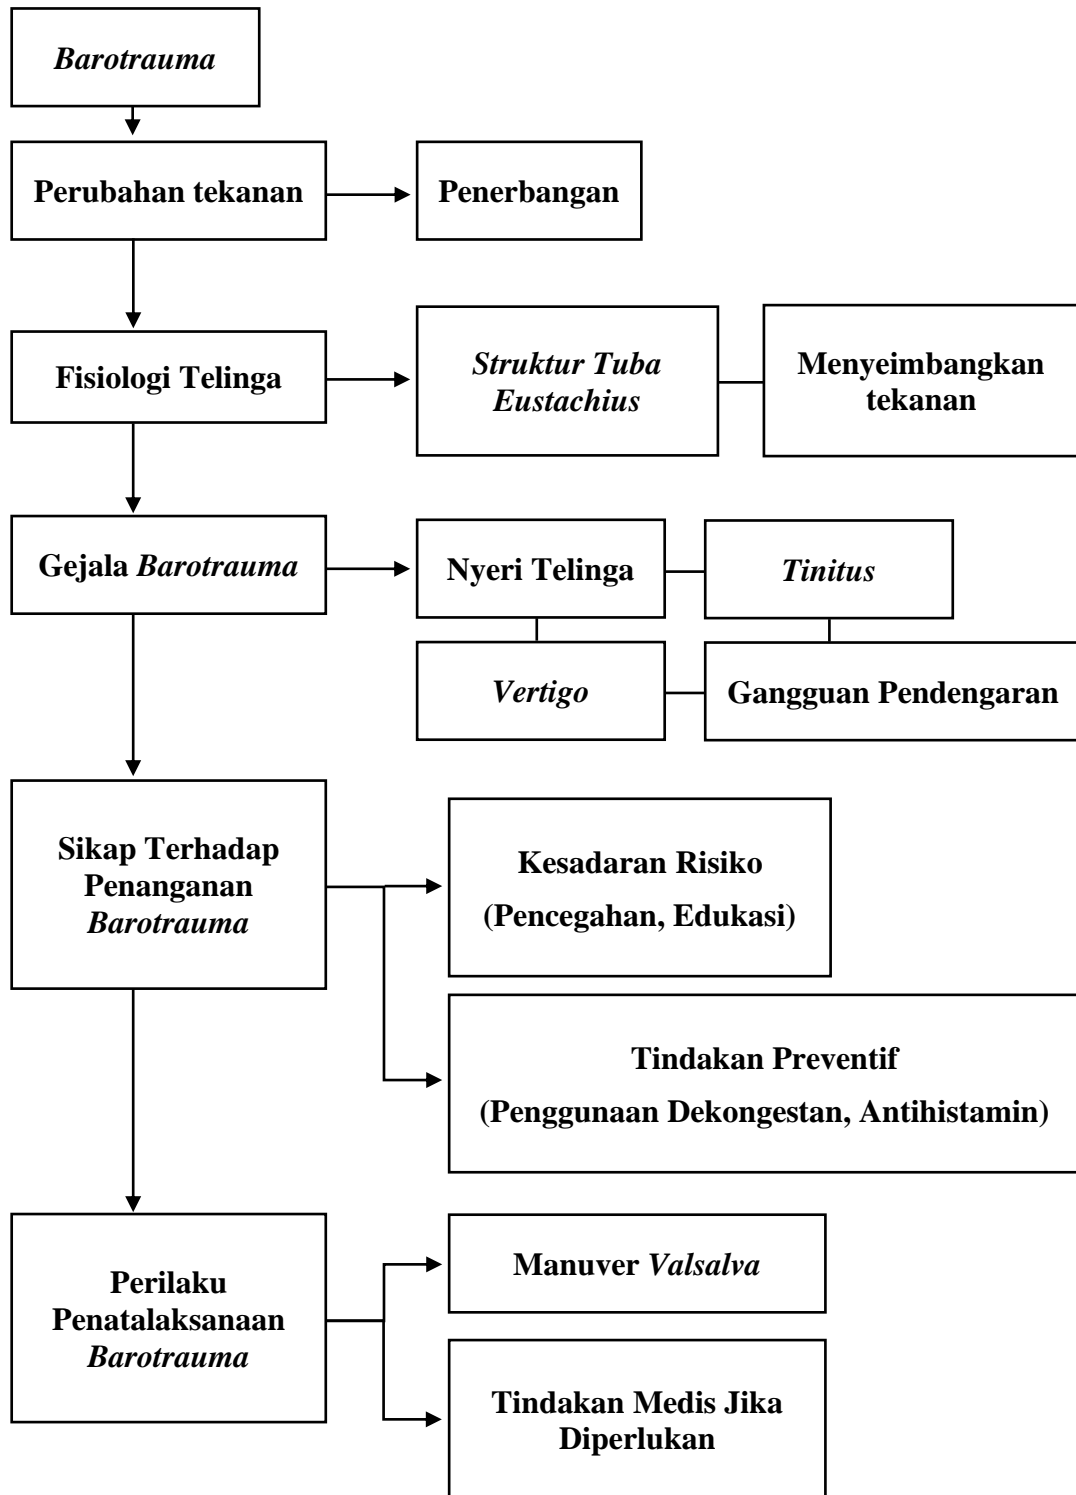 Barotrauma
Perubahan tekanan
Penerbangan
Fisiologi Telinga
Struktur Tuba
Eustachius
Menyeimbangkan
tekanan
Gejala Barotrauma
Nyeri Telinga
Tinitus
Vertigo
Gangguan Pendengaran
Sikap Terhadap
Penanganan
Barotrauma
Kesadaran Risiko
(Pencegahan, Edukasi)
Tindakan Preventif
(Penggunaan Dekongestan, Antihistamin)
Perilaku
Penatalaksanaan
Barotrauma
Manuver Valsalva
Tindakan Medis Jika
Diperlukan